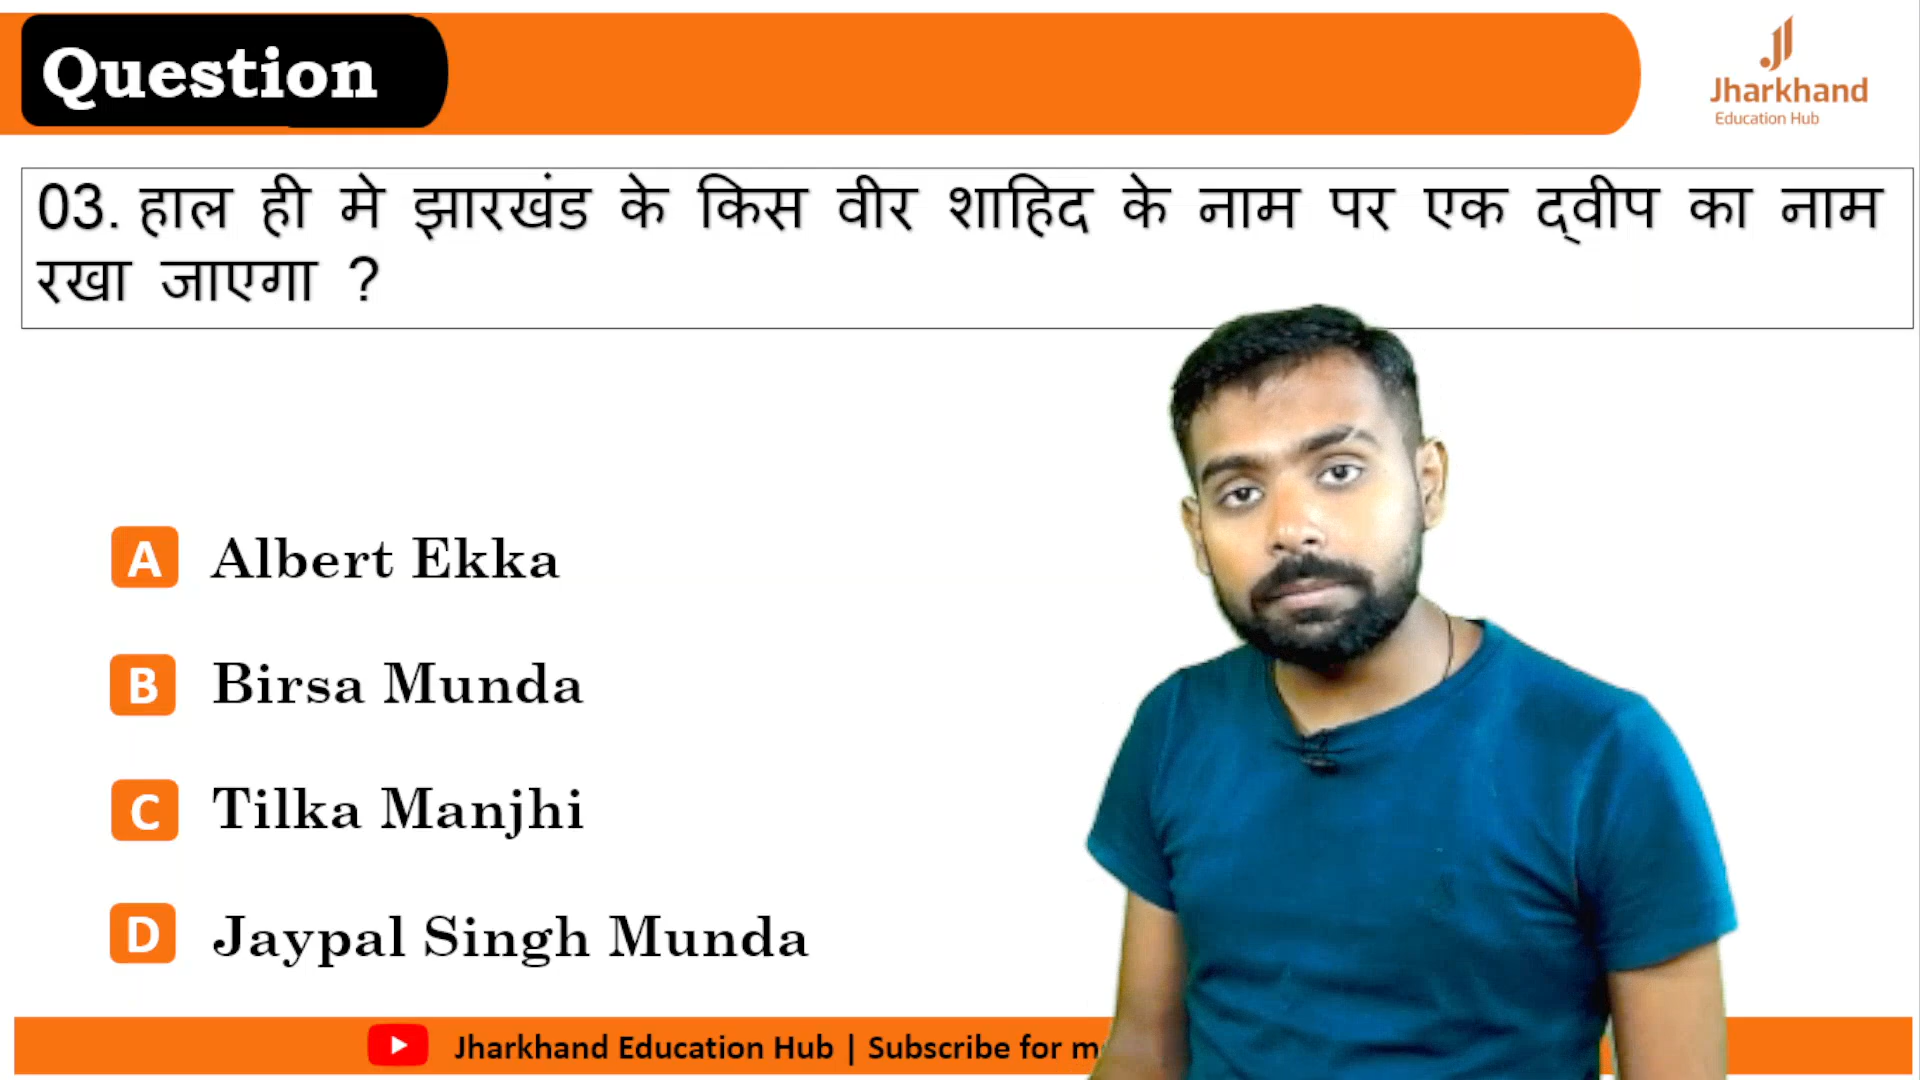 Question
Jharkhand
Education Hub
03. हाल ही मे झारखंड के किस वीर शाहिद के नाम पर एक द्वीप का नाम
रखा जाएगा ?
A Albert Ekka
B Birsa Munda
C Tilka Manjhi
D Jaypal Singh Munda
Jharkhand Education Hub | Subscribe for